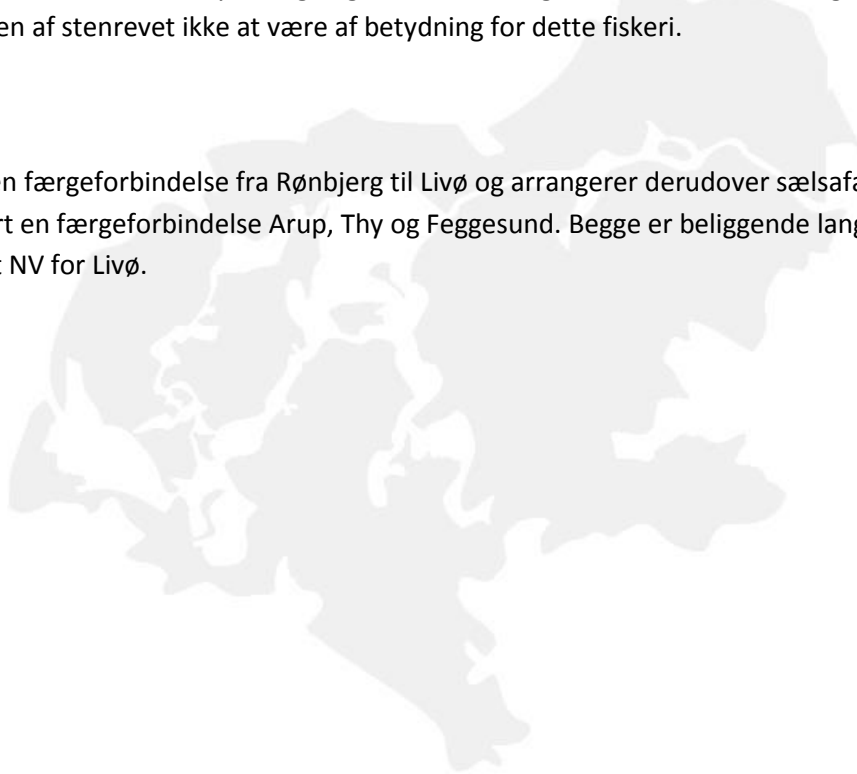 en af stenrevet ikke at være af betydning for dette fiskeri.
en færgeforbindelse fra Rønbjerg til Livø og arrangerer derudover sælsafa
rt en færgeforbindelse Arup, Thy og Feggesund. Begge er beliggende lang
t NV for Livø.